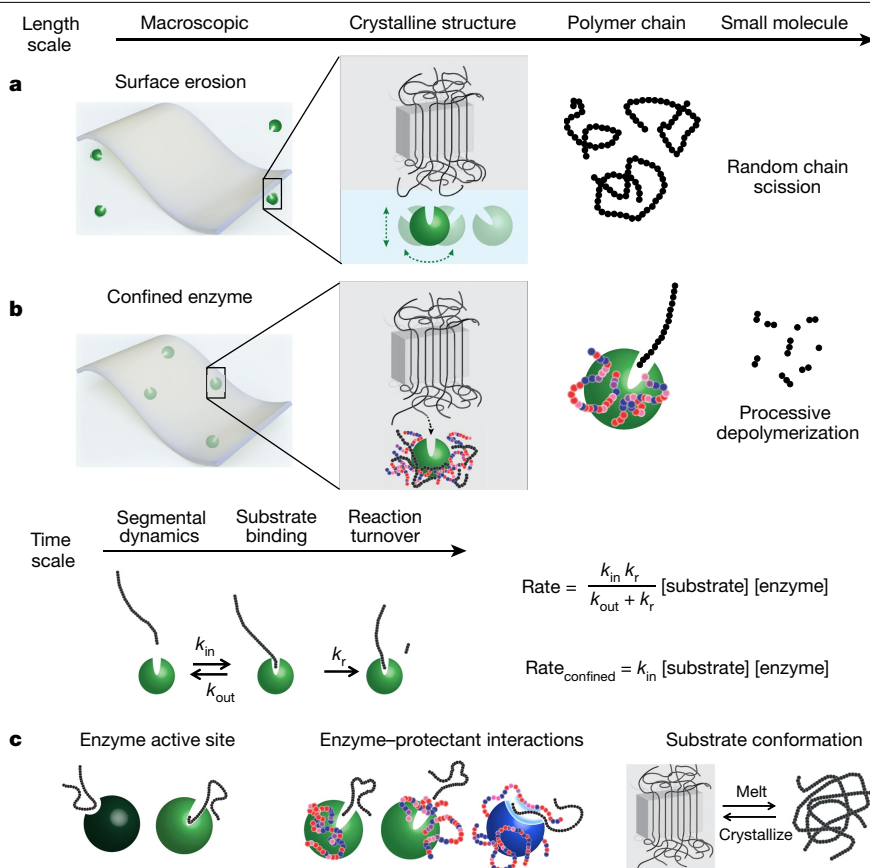 Length scale
Macroscopic
Crystalline structure
Polymer chain
Small molecule
a
Surface erosion
Random chain
scission
b
Confined enzyme
Processive
depolymerization
Time scale
Segmental
dynamics
Substrate
binding
Reaction
turnover
k_in
k_out
k_r
Rate = k_in k_r / (k_out + k_r) [substrate] [enzyme]
Rate_confined = k_in [substrate] [enzyme]
c
Enzyme active site
Enzyme–protectant interactions
Substrate conformation
Melt
Crystallize